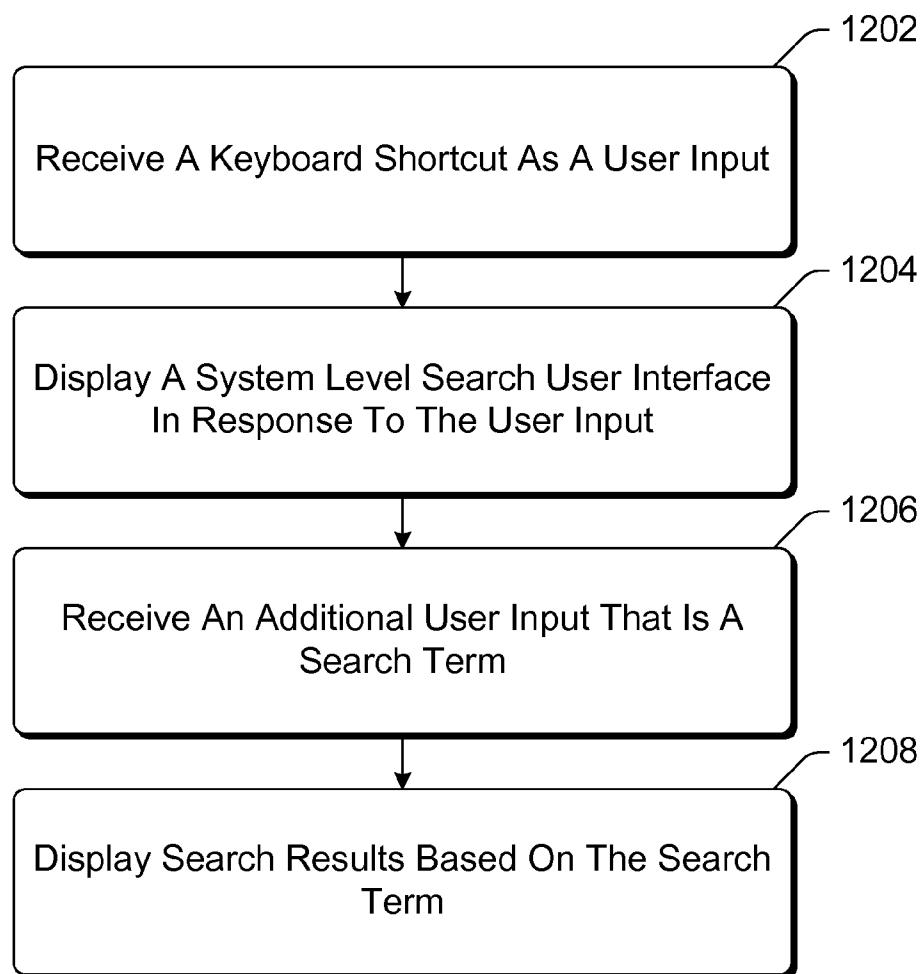 1202
Receive A Keyboard Shortcut As A User Input
1204
Display A System Level Search User Interface
In Response To The User Input
1206
Receive An Additional User Input That Is A
Search Term
1208
Display Search Results Based On The Search
Term